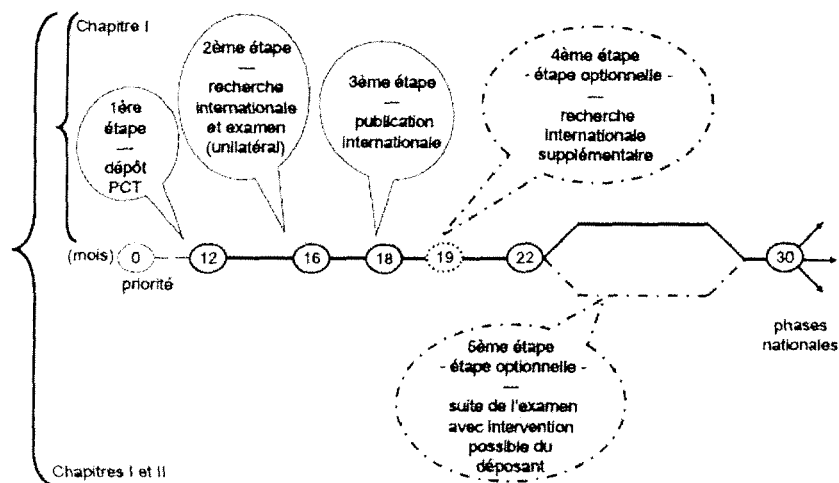 Chapitre I
1ère
étape
—
dépôt
PCT
2ème étape
—
recherche
internationale
et examen
(unilatéral)
3ème étape
—
publication
internationale
4ème étape
- étape optionnelle -
—
recherche
internationale
supplémentaire
(mois)
0
12
16
18
19
22
30
priorité
phases
nationales
5ème étape
- étape optionnelle -
—
suite de l'examen
avec intervention
possible du
déposant
Chapitres I et II